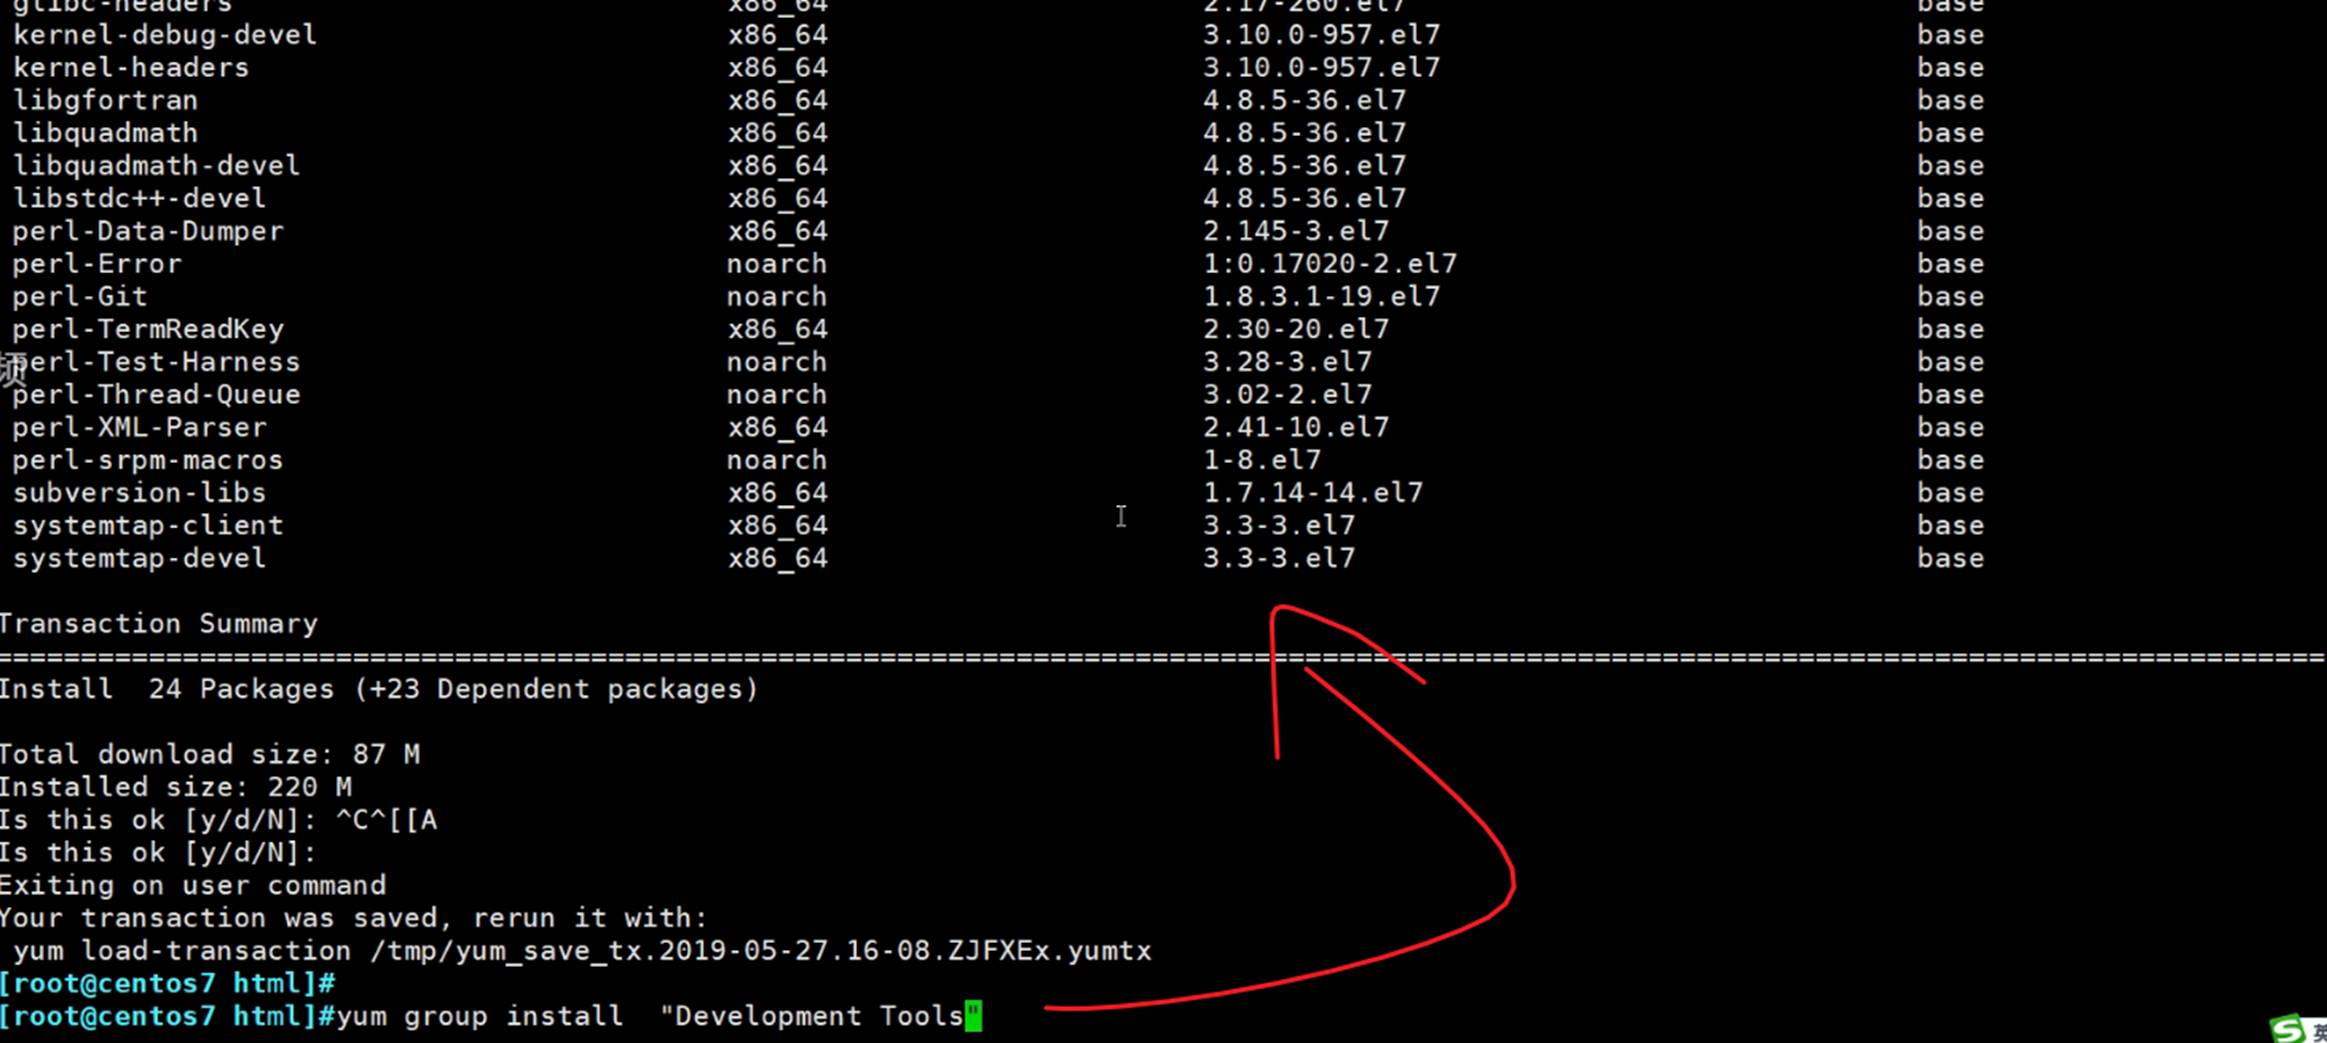 glibc-headers x86_64 2.17-260.el7 base
kernel-debug-devel x86_64 3.10.0-957.el7 base
kernel-headers x86_64 3.10.0-957.el7 base
libgfortran x86_64 4.8.5-36.el7 base
libquadmath x86_64 4.8.5-36.el7 base
libquadmath-devel x86_64 4.8.5-36.el7 base
libstdc++-devel x86_64 4.8.5-36.el7 base
perl-Data-Dumper x86_64 2.145-3.el7 base
perl-Error noarch 1:0.17020-2.el7 base
perl-Git noarch 1.8.3.1-19.el7 base
perl-TermReadKey x86_64 2.30-20.el7 base
perl-Test-Harness noarch 3.28-3.el7 base
perl-Thread-Queue noarch 3.02-2.el7 base
perl-XML-Parser x86_64 2.41-10.el7 base
perl-srpm-macros noarch 1-8.el7 base
subversion-libs x86_64 1.7.14-14.el7 base
systemtap-client x86_64 3.3-3.el7 base
systemtap-devel x86_64 3.3-3.el7 base
Transaction Summary
================================================================================
Install 24 Packages (+23 Dependent packages)
Total download size: 87 M
Installed size: 220 M
Is this ok [y/d/N]: ^C^[[A
Is this ok [y/d/N]:
Exiting on user command
Your transaction was saved, rerun it with:
yum load-transaction /tmp/yum_save_tx.2019-05-27.16-08.ZJFXEx.yumtx
[root@centos7 html]#
[root@centos7 html]#yum group install "Development Tools"